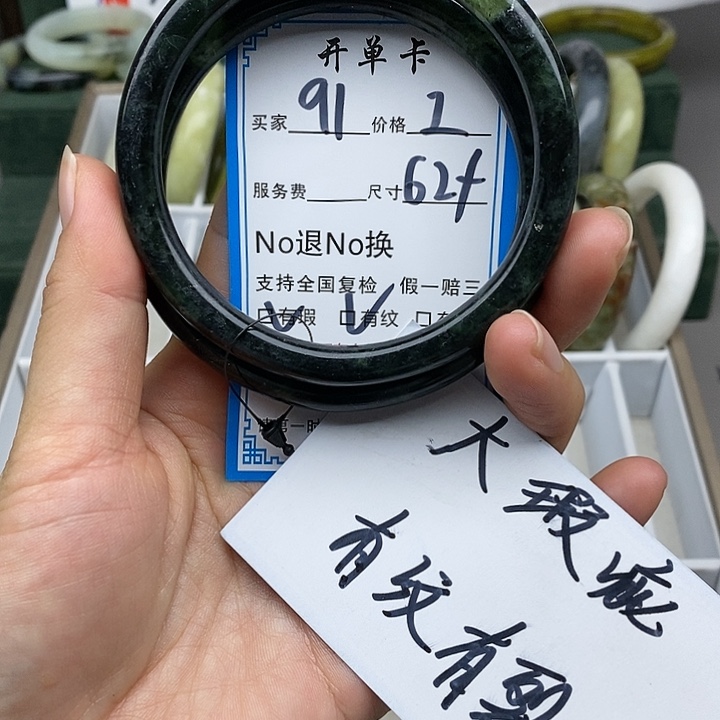 开单卡
买家 91 价格 1
服务费 尺寸 62+
No退No换
支持全国复检 假一赔三
有瑕 有纹
大瑕疵
有纹有裂